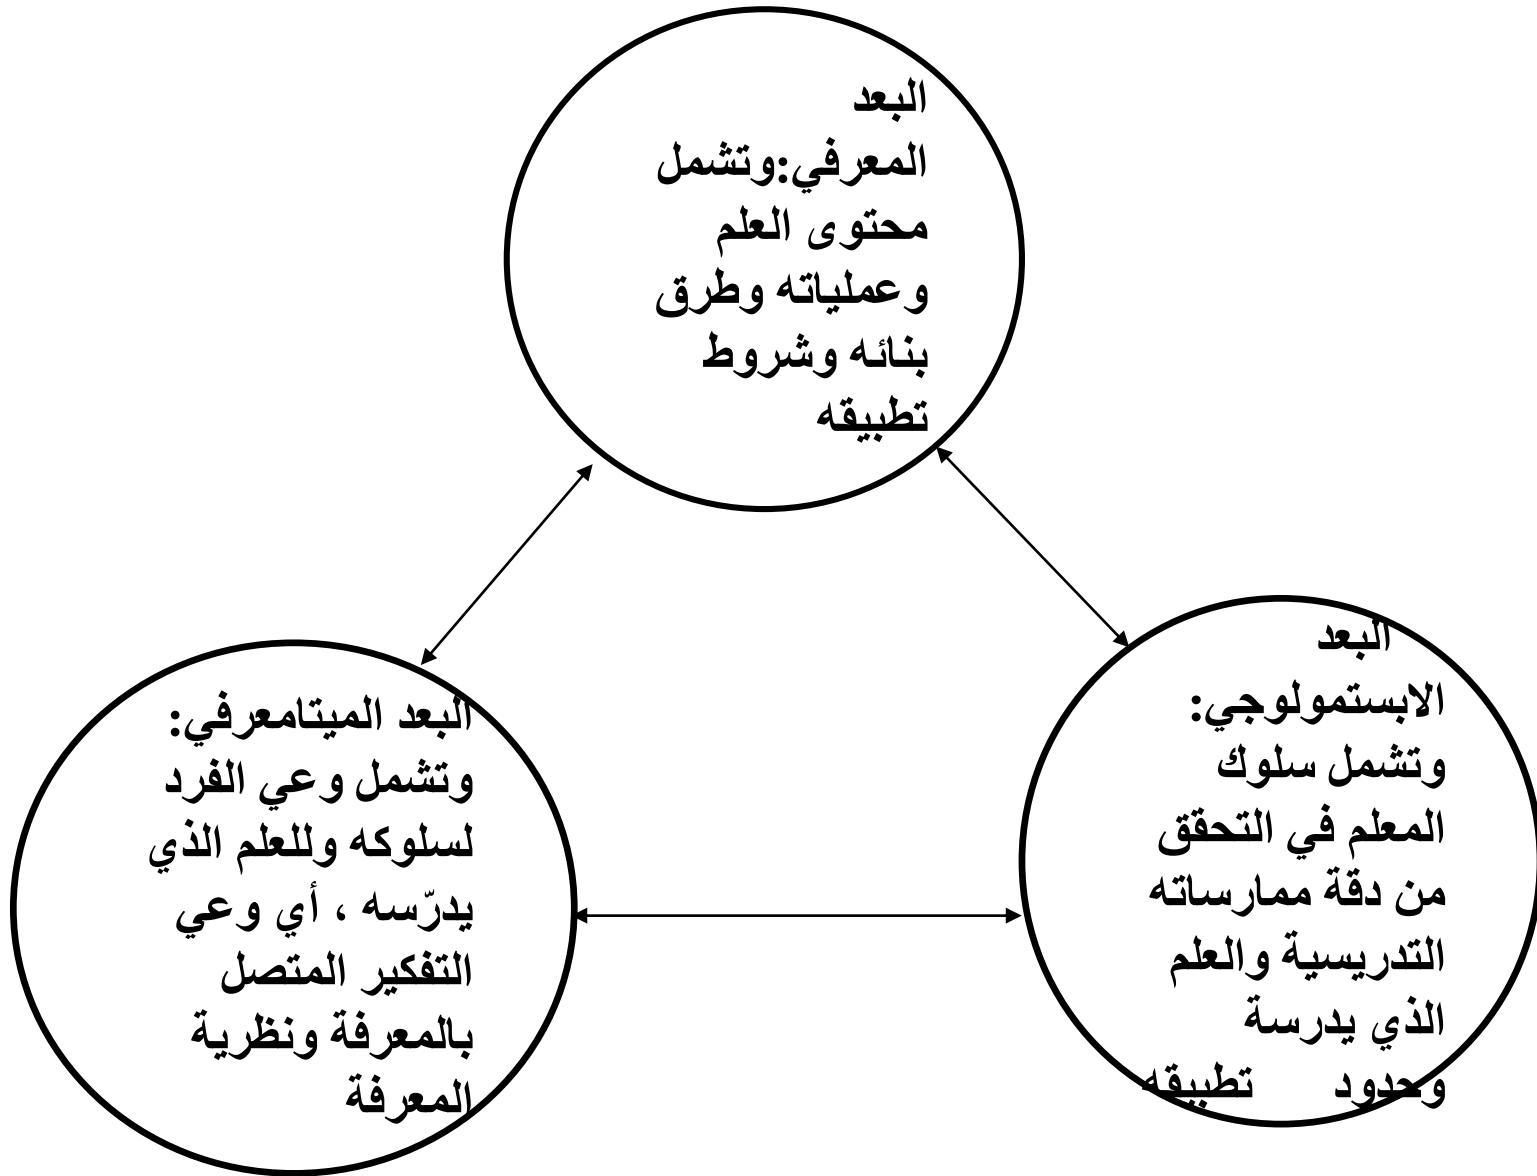 البعد
المعرفي:وتشمل
محتوى العلم
وعملياته وطرق
بنائه وشروط
تطبيقه
البعد
الابستمولوجي:
وتشمل سلوك
المعلم في التحقق
من دقة ممارساته
التدريسية والعلم
الذي يدرسة
وحدود تطبيقه
البعد الميتامعرفي:
وتشمل وعي الفرد
لسلوكه وللعلم الذي
يدرّسه ، أي وعي
التفكير المتصل
بالمعرفة ونظرية
المعرفة